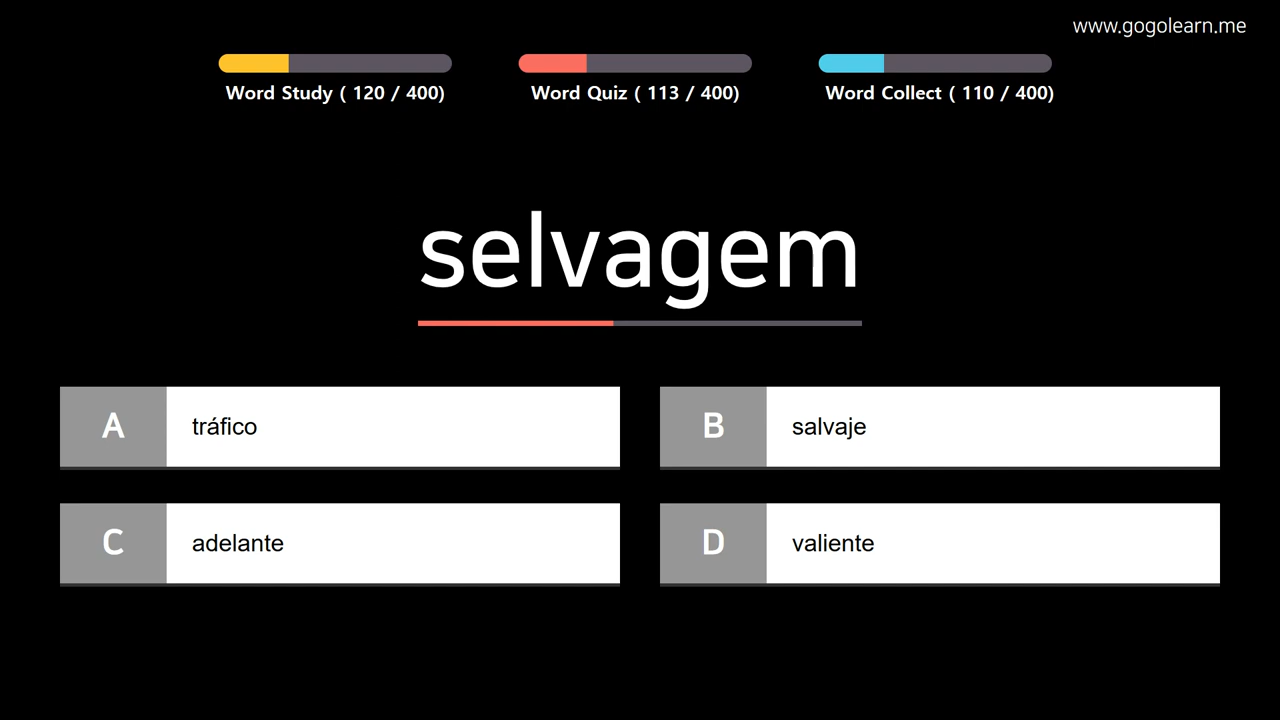 www.gogolearn.me
Word Study ( 120 / 400)
Word Quiz ( 113 / 400)
Word Collect ( 110 / 400)
selvagem
A tráfico
B salvaje
C adelante
D valiente